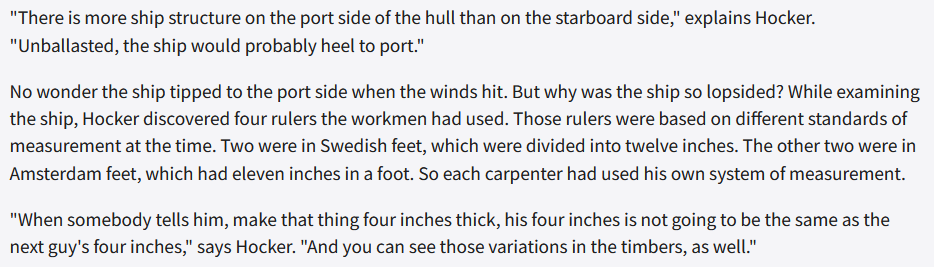 "There is more ship structure on the port side of the hull than on the starboard side," explains Hocker.
"Unballasted, the ship would probably heel to port."
No wonder the ship tipped to the port side when the winds hit. But why was the ship so lopsided? While examining
the ship, Hocker discovered four rulers the workmen had used. Those rulers were based on different standards of
measurement at the time. Two were in Swedish feet, which were divided into twelve inches. The other two were in
Amsterdam feet, which had eleven inches in a foot. So each carpenter had used his own system of measurement.
"When somebody tells him, make that thing four inches thick, his four inches is not going to be the same as the
next guy's four inches," says Hocker. "And you can see those variations in the timbers, as well."